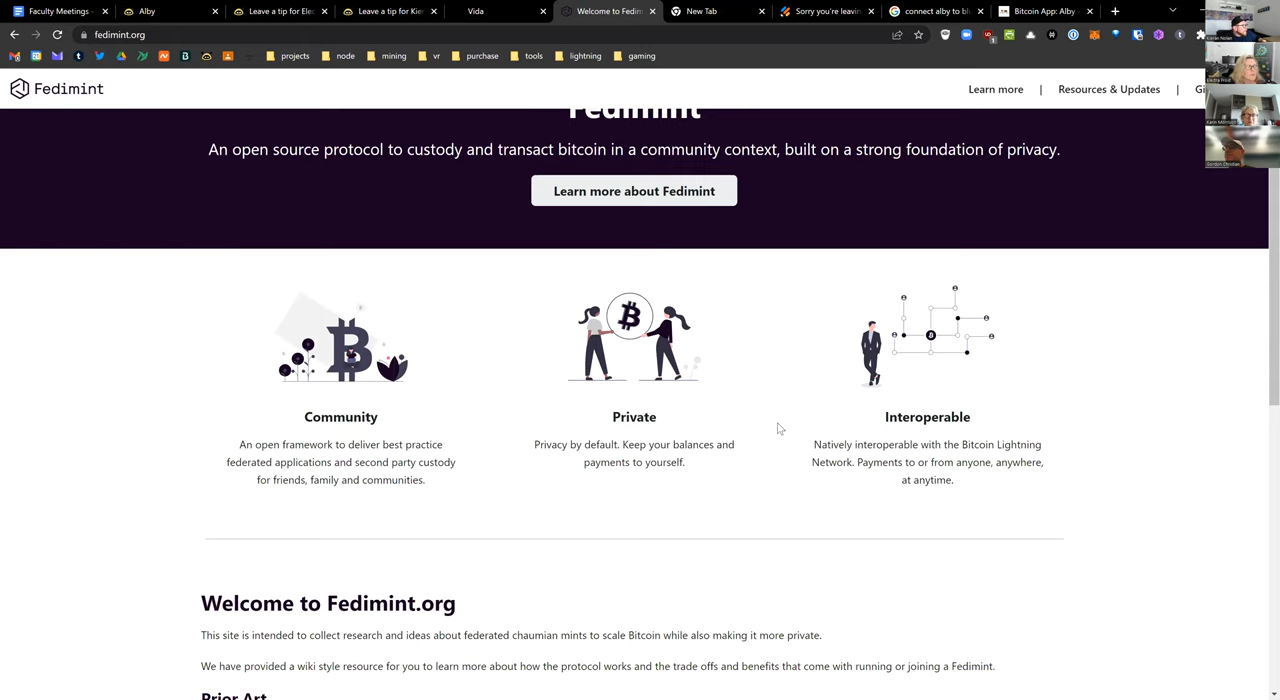 Faculty Meetings -
Alby
Leave a tip for Elec
Leave a tip for Kie
Vida
Welcome to Fedim
New Tab
Sorry you're leavin
connect alby to bl
Bitcoin App: Alby -
fedimint.org
projects
node
mining
vr
purchase
tools
lightning
gaming
Fedimint
Learn more | Resources & Updates |
Fedimint
An open source protocol to custody and transact bitcoin in a community context, built on a strong foundation of privacy.
Learn more about Fedimint
Community
An open framework to deliver best practice
federated applications and second party custody
for friends, family and communities.
Private
Privacy by default. Keep your balances and
payments to yourself.
Interoperable
Natively interoperable with the Bitcoin Lightning
Network. Payments to or from anyone, anywhere,
at anytime.
Welcome to Fedimint.org
This site is intended to collect research and ideas about federated chaumian mints to scale Bitcoin while also making it more private.
We have provided a wiki style resource for you to learn more about how the protocol works and the trade offs and benefits that come with running or joining a Fedimint.
Prior Art